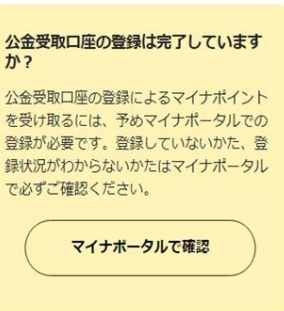 公金受取口座の登録は完了しています
か？
公金受取口座の登録によるマイナポイント
を受け取るには、予めマイナポータルでの
登録が必要です。登録していないかた、登
録状況がわからないかたはマイナポータル
で必ずご確認ください。
マイナポータルで確認